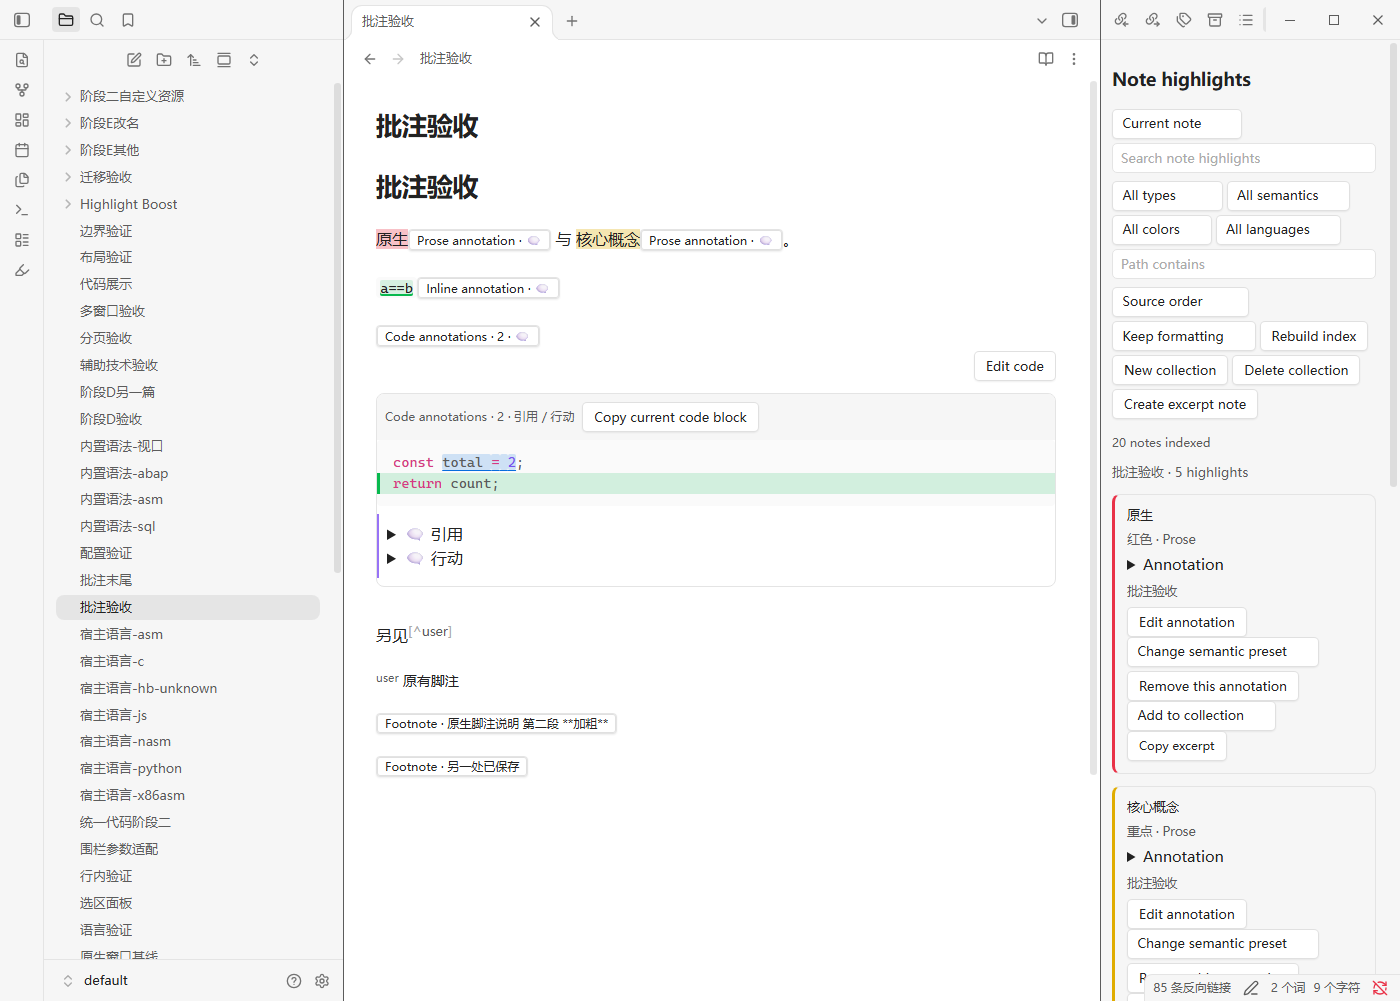 批注验收
批注验收
阶段二自定义资源
阶段E改名
阶段E其他
迁移验收
Highlight Boost
边界验证
布局验证
代码展示
多窗口验收
分页验收
辅助技术验收
阶段D另一篇
阶段D验收
内置语法-视口
内置语法-abap
内置语法-asm
内置语法-sql
配置验证
批注末尾
批注验收
宿主语言-asm
宿主语言-c
宿主语言-hb-unknown
宿主语言-js
宿主语言-nasm
宿主语言-python
宿主语言-x86asm
统一代码阶段二
围栏参数适配
行内验证
选区面板
语言验证
原生窗口基线
default
批注验收
批注验收
原生 Prose annotation · 与 核心概念 Prose annotation · 。
a==b Inline annotation ·
Code annotations · 2 ·
Edit code
Code annotations · 2 · 引用 / 行动 Copy current code block
const total = 2;
return count;
引用
行动
另见[^user]
user 原有脚注
Footnote · 原生脚注说明 第二段 **加粗**
Footnote · 另一处已保存
Note highlights
Current note
Search note highlights
All types All semantics
All colors All languages
Path contains
Source order
Keep formatting Rebuild index
New collection Delete collection
Create excerpt note
20 notes indexed
批注验收 · 5 highlights
原生
红色 · Prose
Annotation
批注验收
Edit annotation
Change semantic preset
Remove this annotation
Add to collection
Copy excerpt
核心概念
重点 · Prose
Annotation
批注验收
Edit annotation
Change semantic preset
85 条反向链接 2 个词 9 个字符